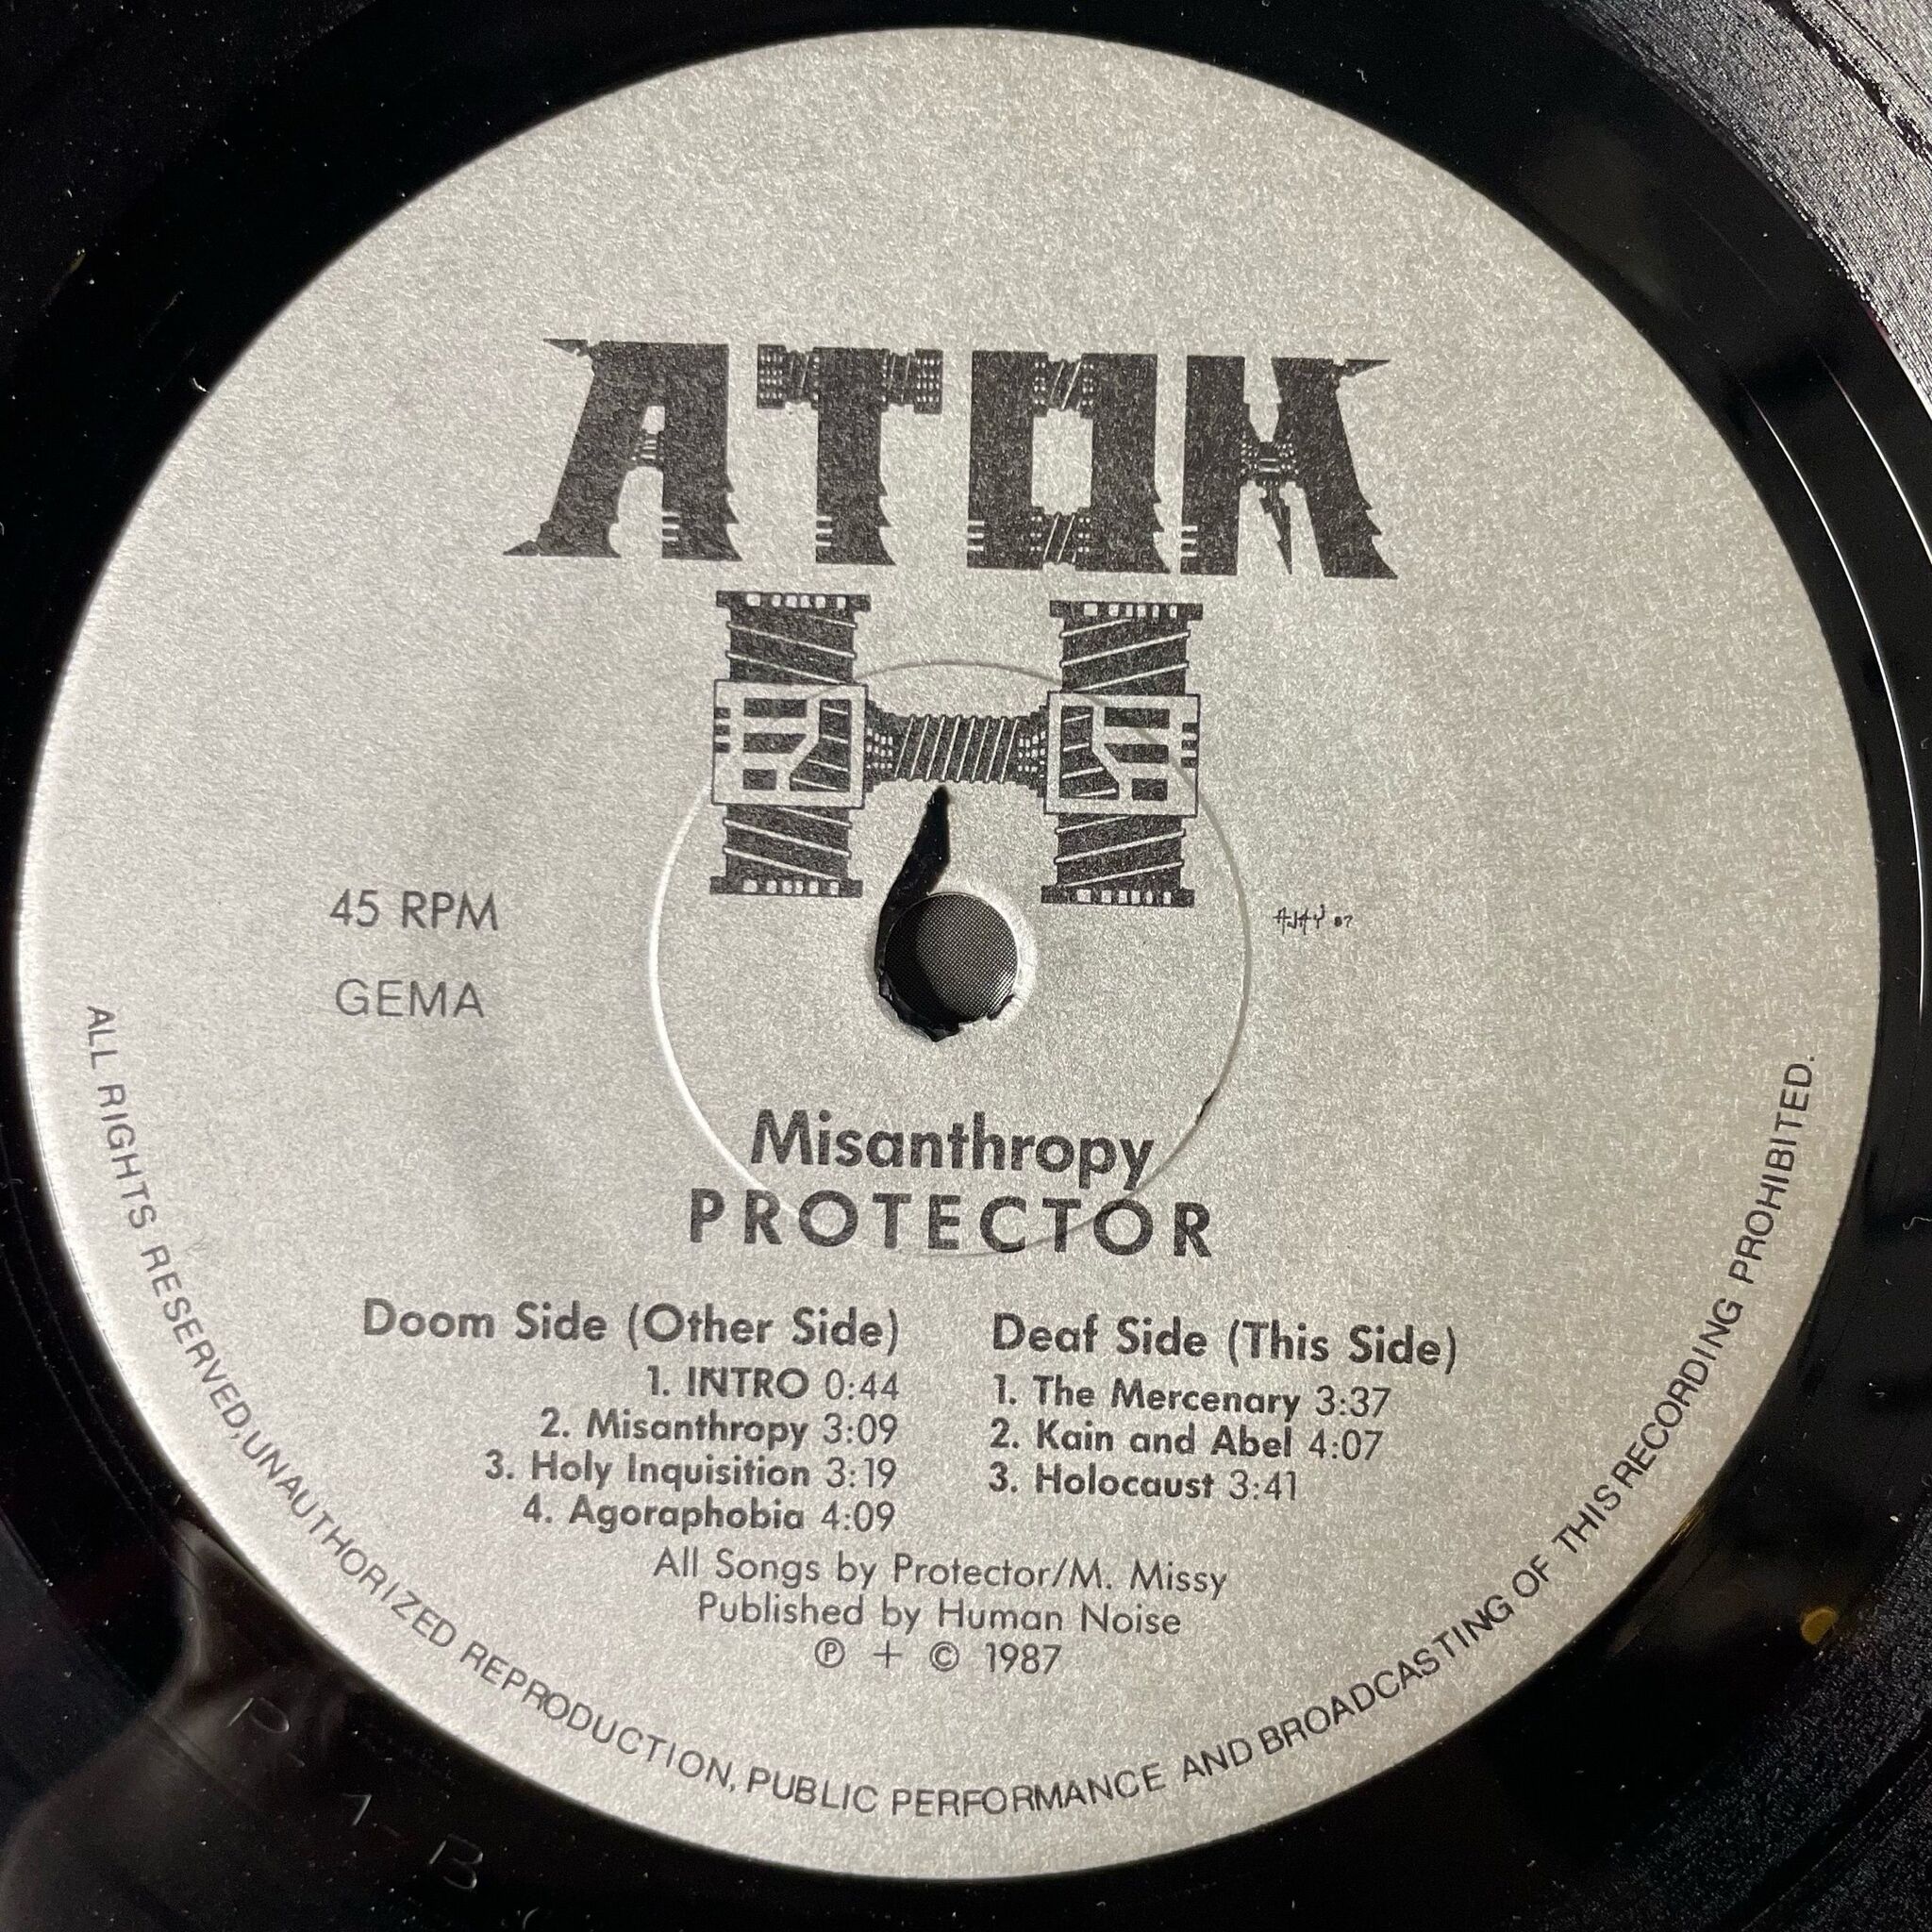 ATOM
H
45 RPM
GEMA
AJAY 87
Misanthropy
PROTECTOR
Doom Side (Other Side)
1. INTRO 0:44
2. Misanthropy 3:09
3. Holy Inquisition 3:19
4. Agoraphobia 4:09
Deaf Side (This Side)
1. The Mercenary 3:37
2. Kain and Abel 4:07
3. Holocaust 3:41
All Songs by Protector/M. Missy
Published by Human Noise
℗ + © 1987
ALL RIGHTS RESERVED, UNAUTHORIZED REPRODUCTION, PUBLIC PERFORMANCE AND BROADCASTING OF THIS RECORDING PROHIBITED.
P-1-B